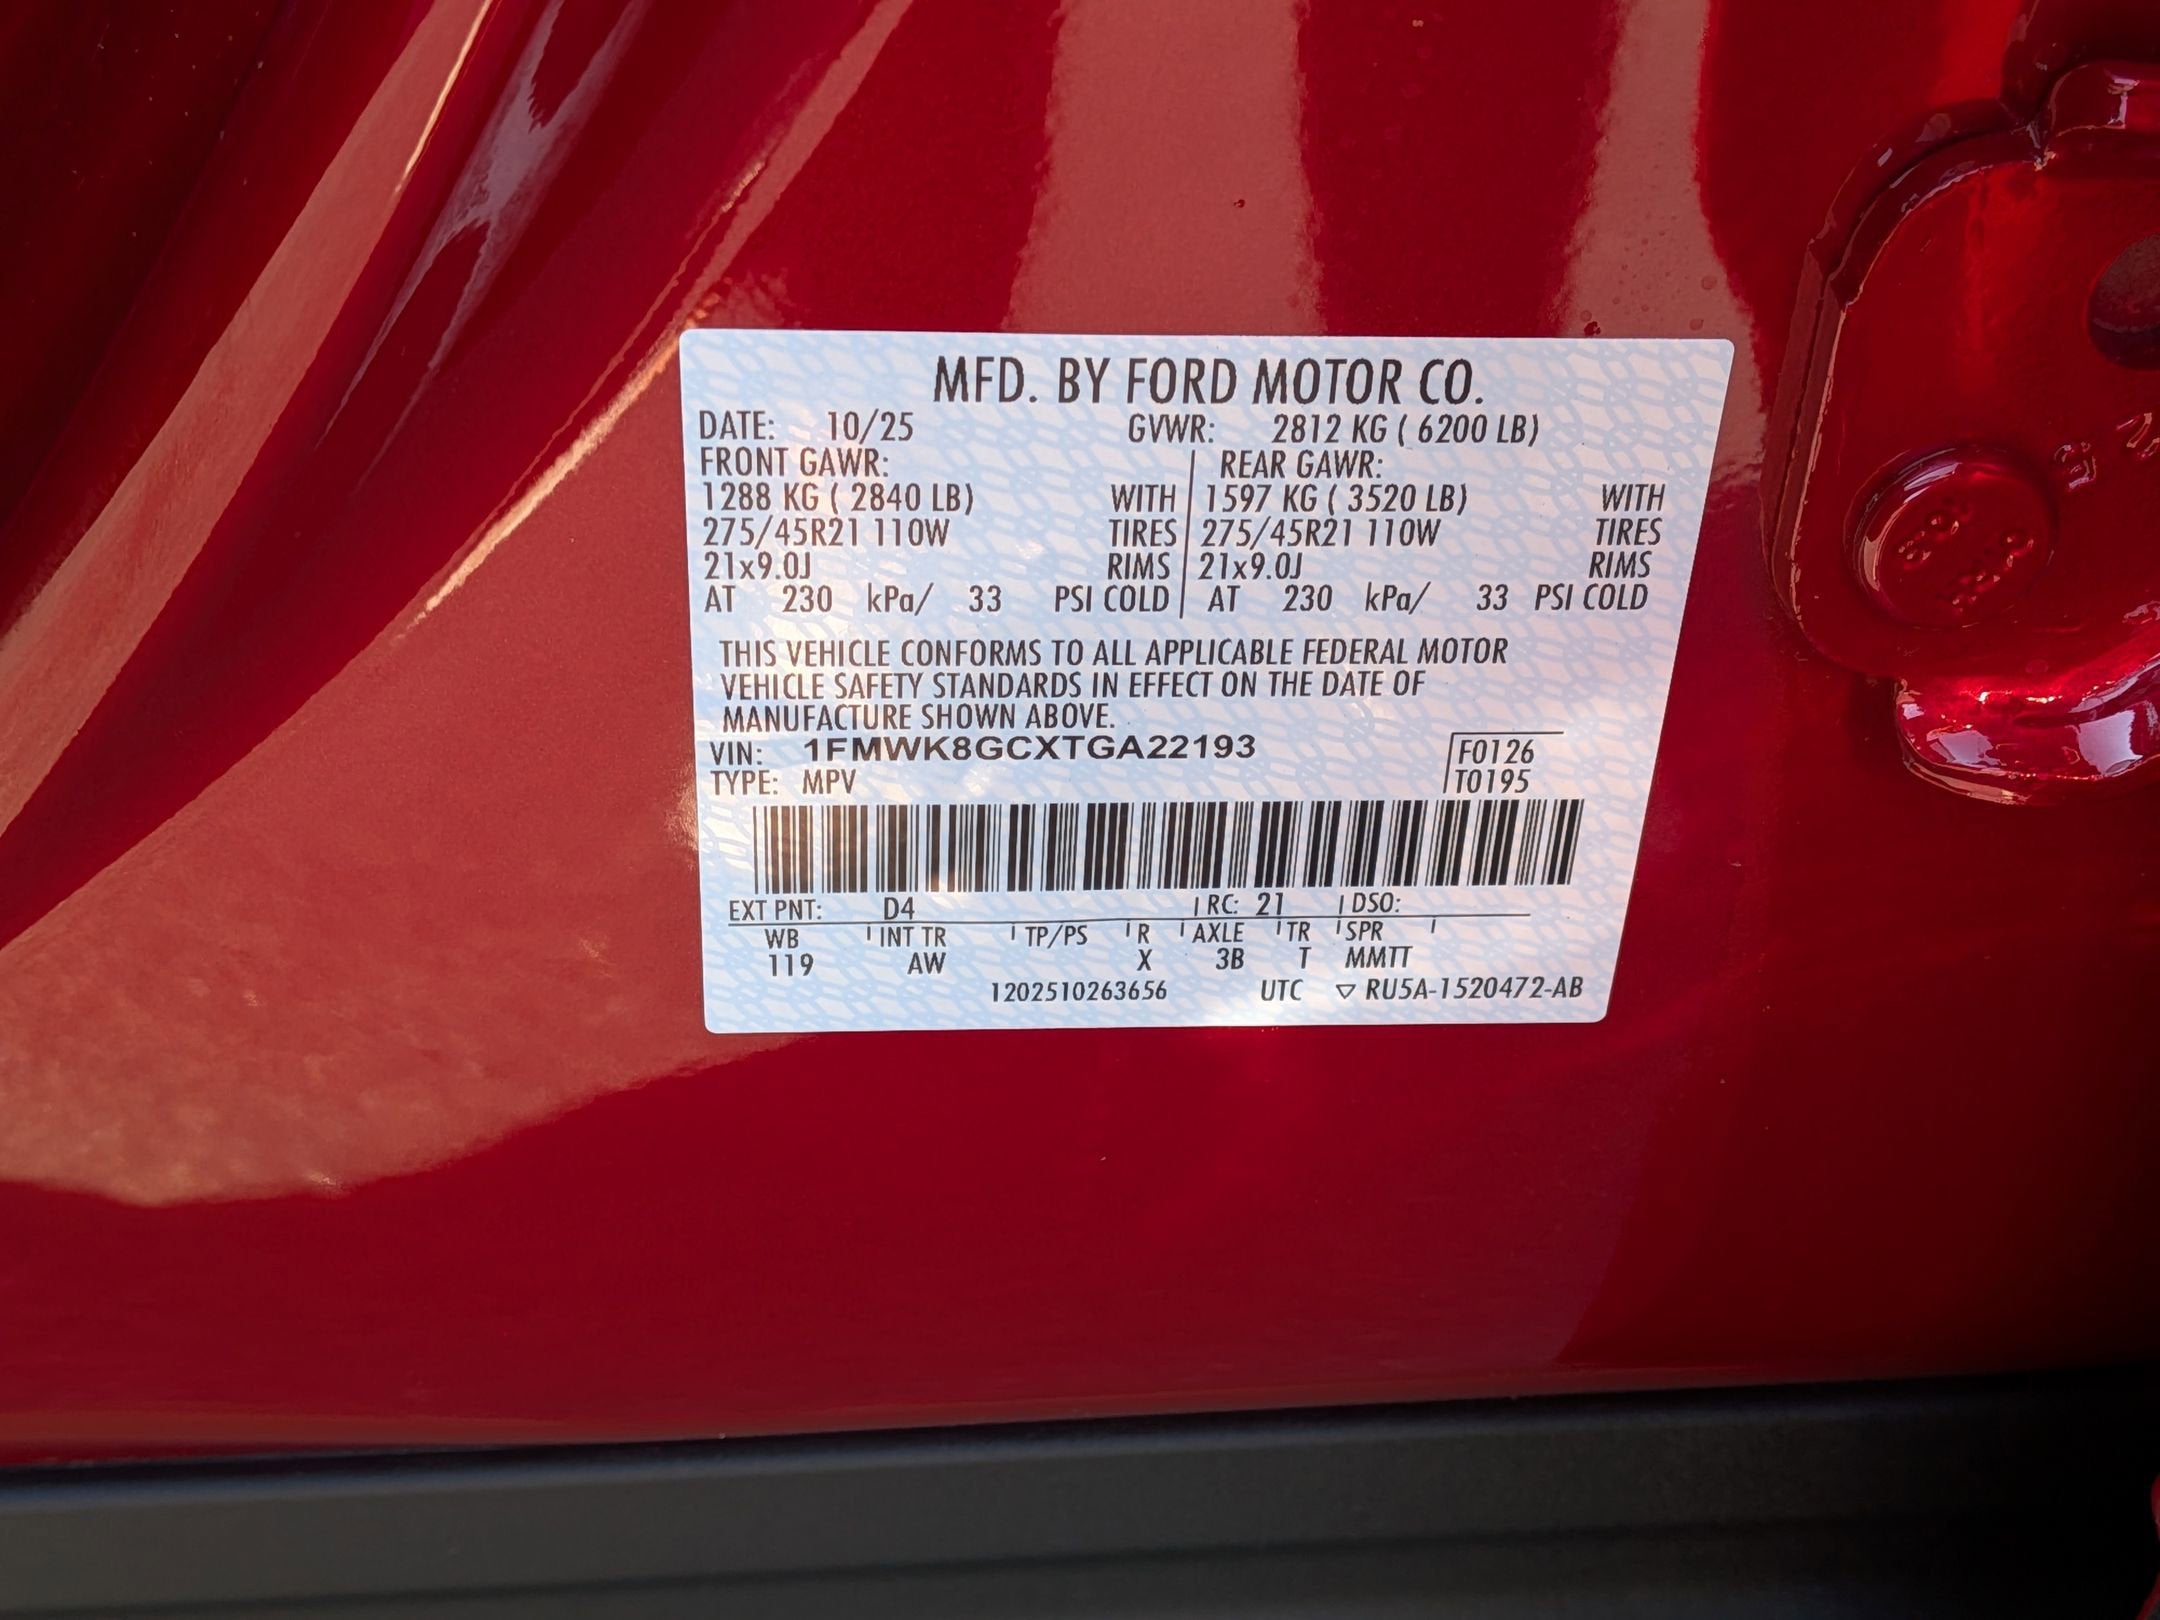 MFD. BY FORD MOTOR CO.
DATE: 10/25 GVWR: 2812 KG ( 6200 LB)
FRONT GAWR: REAR GAWR:
1288 KG ( 2840 LB) WITH 1597 KG ( 3520 LB) WITH
275/45R21 110W TIRES 275/45R21 110W TIRES
21x9.0J RIMS 21x9.0J RIMS
AT 230 kPa/ 33 PSI COLD AT 230 kPa/ 33 PSI COLD
THIS VEHICLE CONFORMS TO ALL APPLICABLE FEDERAL MOTOR
VEHICLE SAFETY STANDARDS IN EFFECT ON THE DATE OF
MANUFACTURE SHOWN ABOVE.
VIN: 1FMWK8GCXTGA22193 F0126
TYPE: MPV T0195
EXT PNT: D4 RC: 21 DSO:
WB INT TR TP/PS R AXLE TR SPR
119 AW X 3B T MMTT
1202510263656 UTC ▽ RU5A-1520472-AB